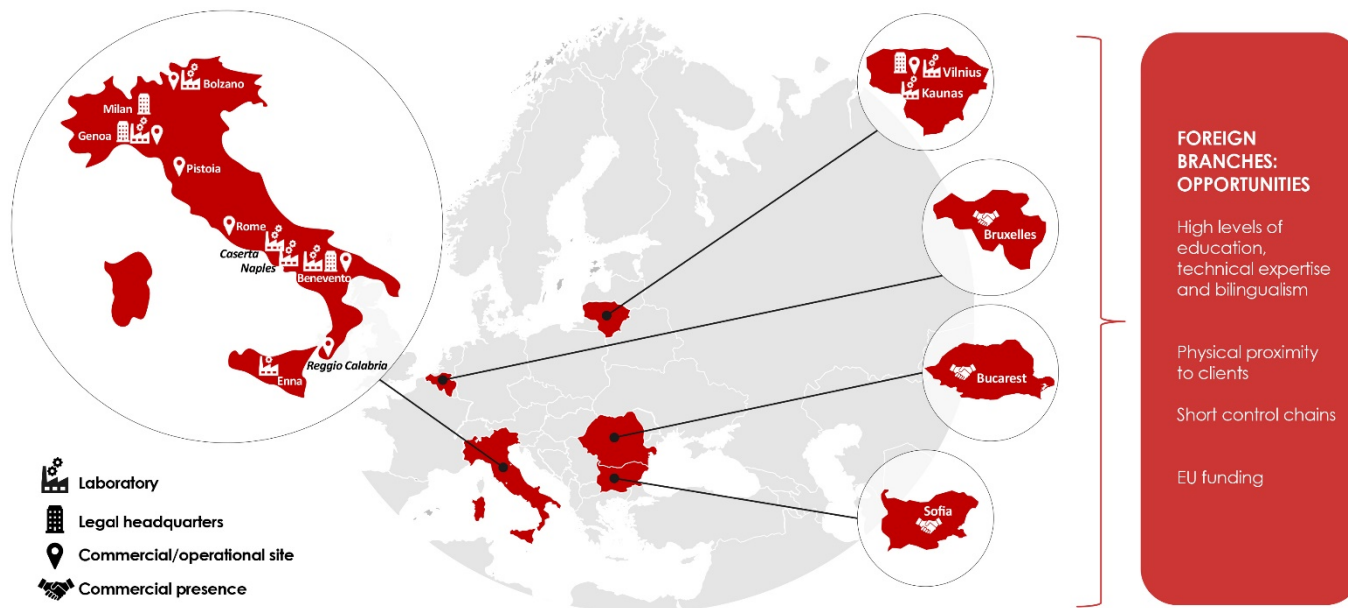 Bolzano
Milan
Genoa
Pistoia
Rome
Caserta
Naples
Benevento
Reggio Calabria
Enna
Laboratory
Legal headquarters
Commercial/operational site
Commercial presence
Vilnius
Kaunas
Bruxelles
Bucarest
Sofia
FOREIGN
BRANCHES:
OPPORTUNITIES
High levels of
education,
technical expertise
and bilingualism
Physical proximity
to clients
Short control chains
EU funding